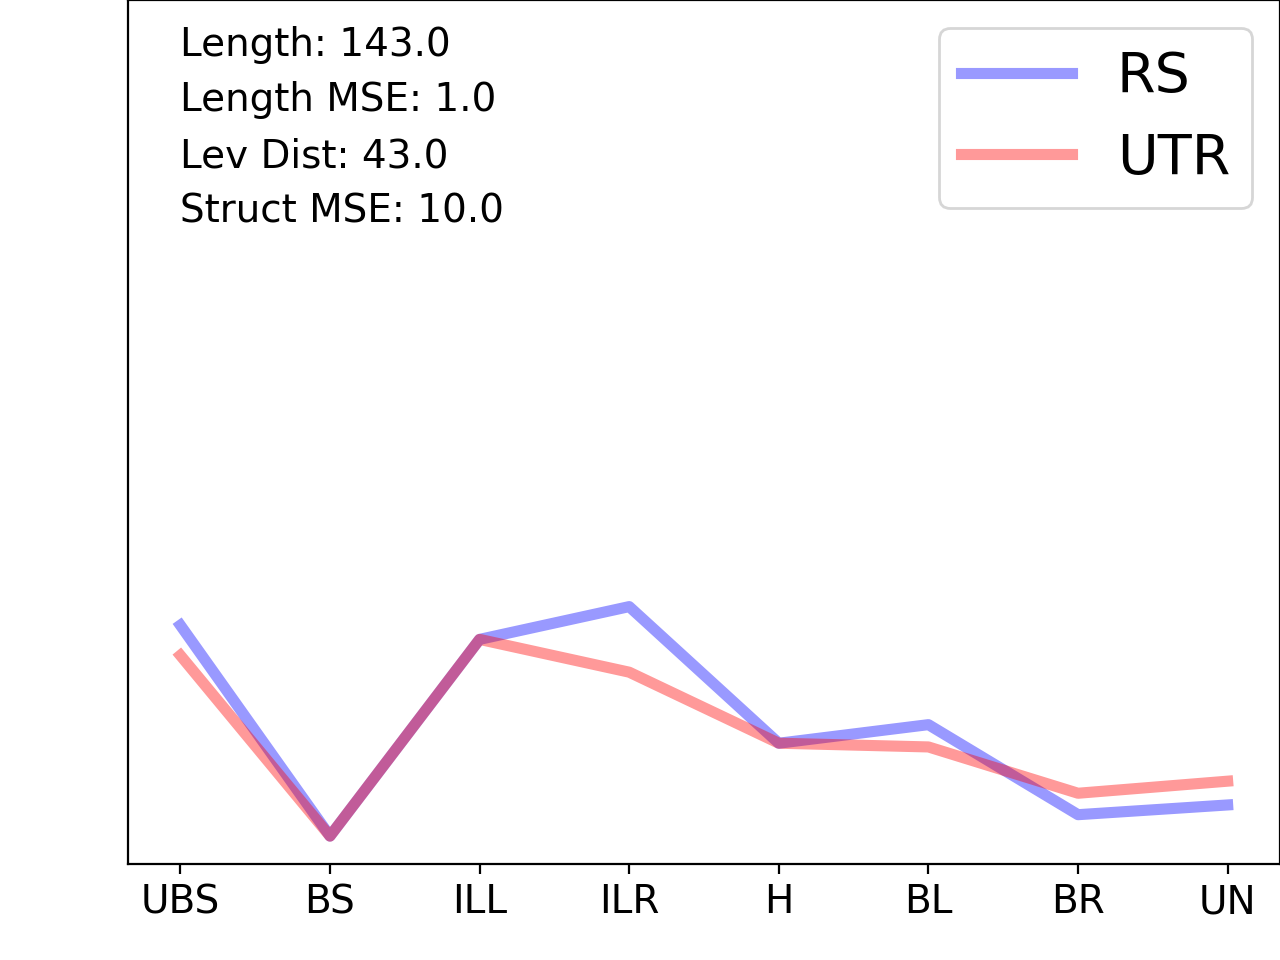 Length: 143.0
Length MSE: 1.0
Lev Dist: 43.0
Struct MSE: 10.0
RS
UTR
UBS BS ILL ILR H BL BR UN